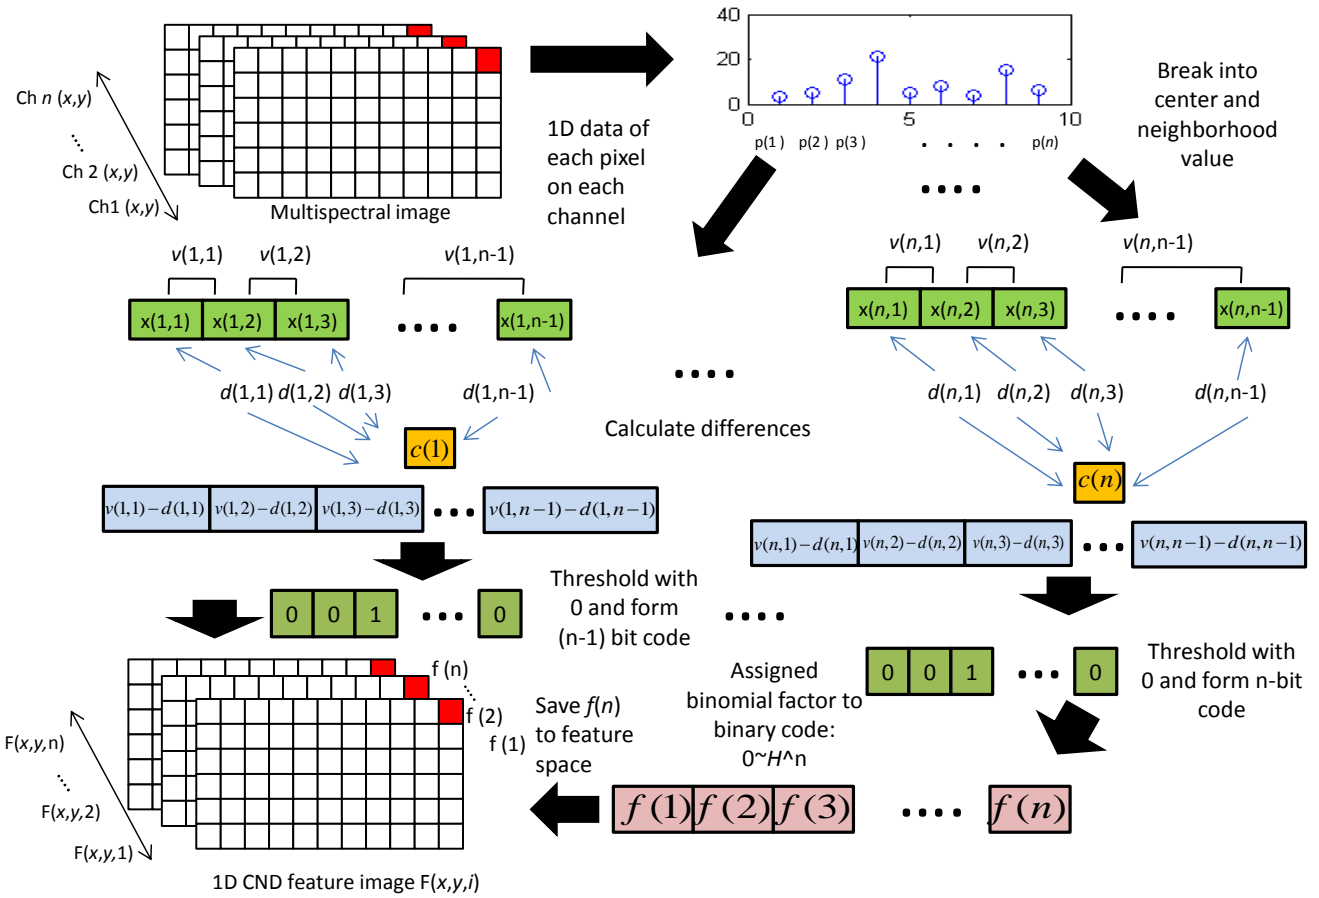 40
20
0
0
5
10
p(1)
p(2)
p(3)
. . . .
p(n)
Ch n (x,y)
Ch 2 (x,y)
Ch1 (x,y)
Multispectral image
1D data of
each pixel
on each
channel
Break into
center and
neighborhood
value
v(1,1)
v(1,2)
v(1,n-1)
x(1,1)
x(1,2)
x(1,3)
x(1,n-1)
d(1,1)
d(1,2)
d(1,3)
d(1,n-1)
c(1)
v(1,1)−d(1,1)
v(1,2)−d(1,2)
v(1,3)−d(1,3)
v(1,n−1)−d(1,n−1)
Calculate differences
v(n,1)
v(n,2)
v(n,n-1)
x(n,1)
x(n,2)
x(n,3)
x(n,n-1)
d(n,1)
d(n,2)
d(n,3)
d(n,n-1)
c(n)
v(n,1)−d(n,1)
v(n,2)−d(n,2)
v(n,3)−d(n,3)
v(n,n−1)−d(n,n−1)
0 0 1 0
Threshold with
0 and form
(n-1) bit code
0 0 1 0
Threshold with
0 and form n-bit
code
Assigned
binomial factor to
binary code:
0~H^n
f(1) f(2) f(3) f(n)
Save f(n)
to feature
space
f (n)
f (2)
f (1)
F(x,y,n)
F(x,y,2)
F(x,y,1)
1D CND feature image F(x,y,i)